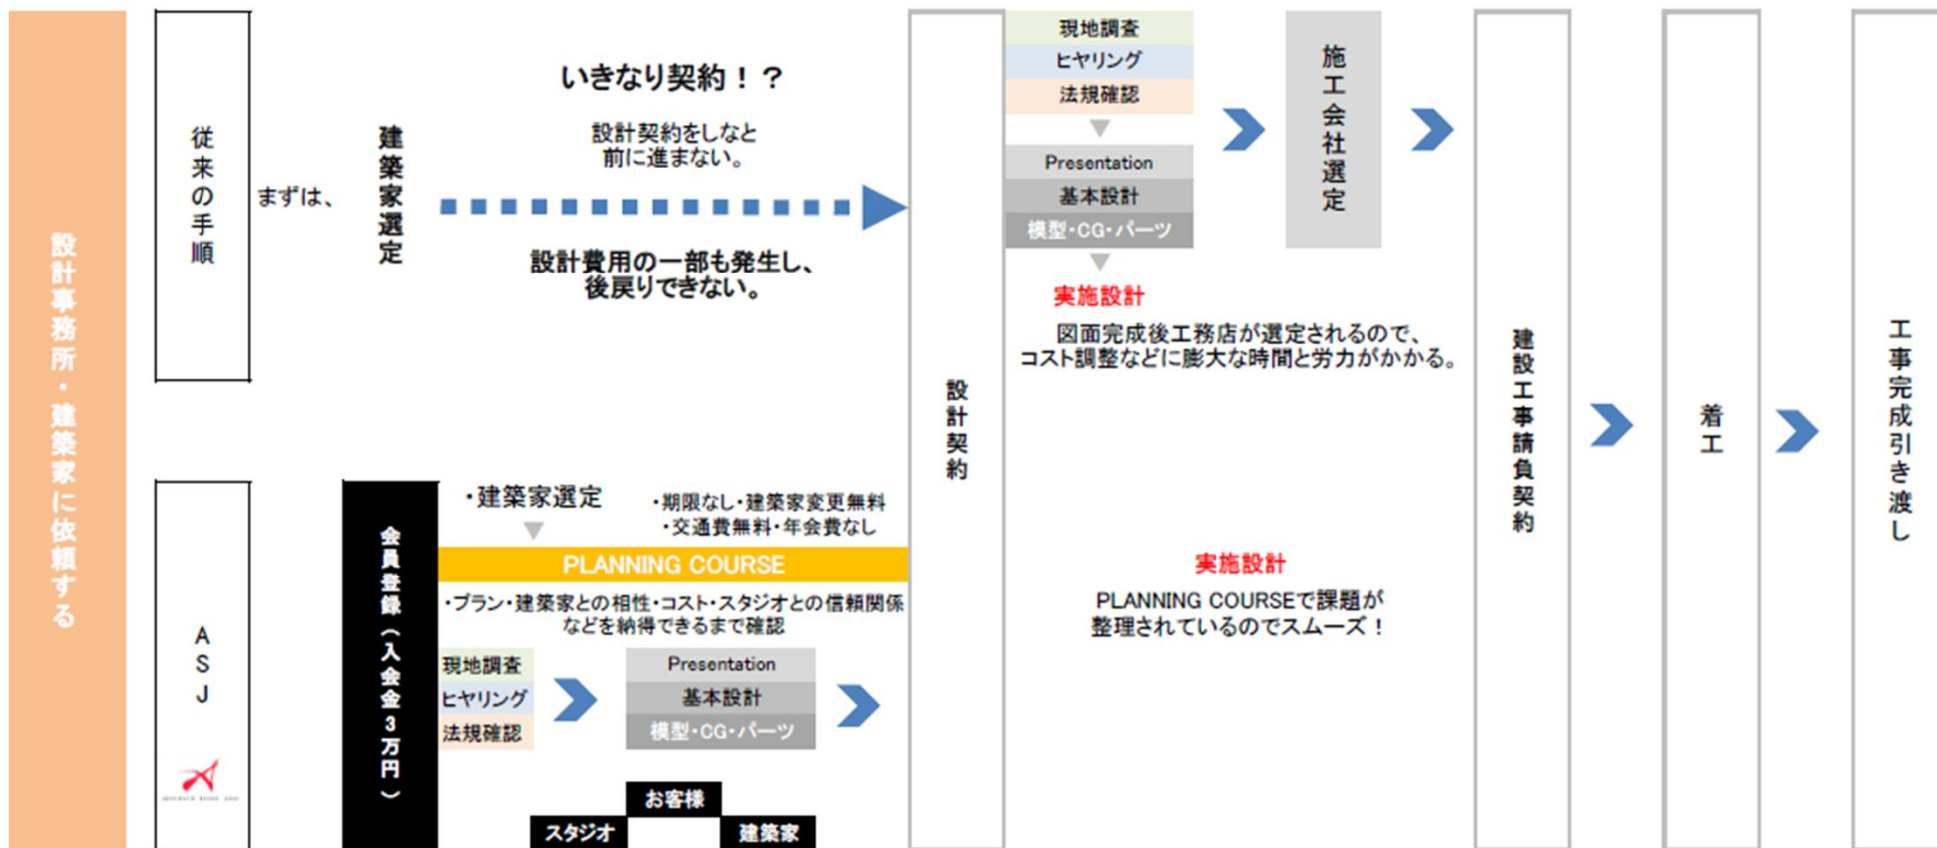 設計事務所・建築家に依頼する
従来の手順
まずは、
建築家選定
いきなり契約！？
設計契約をしなと
前に進まない。
設計費用の一部も発生し、
後戻りできない。
設計契約
現地調査
ヒヤリング
法規確認
Presentation
基本設計
模型・CG・パーツ
実施設計
図面完成後工務店が選定されるので、
コスト調整などに膨大な時間と労力がかかる。
施工会社選定
建設工事請負契約
着工
工事完成引き渡し
ASJ
会員登録（入会金3万円）
・建築家選定
・期限なし・建築家変更無料
・交通費無料・年会費なし
PLANNING COURSE
・プラン・建築家との相性・コスト・スタジオとの信頼関係
などを納得できるまで確認
現地調査
ヒヤリング
法規確認
Presentation
基本設計
模型・CG・パーツ
お客様
スタジオ
建築家
実施設計
PLANNING COURSEで課題が
整理されているのでスムーズ！